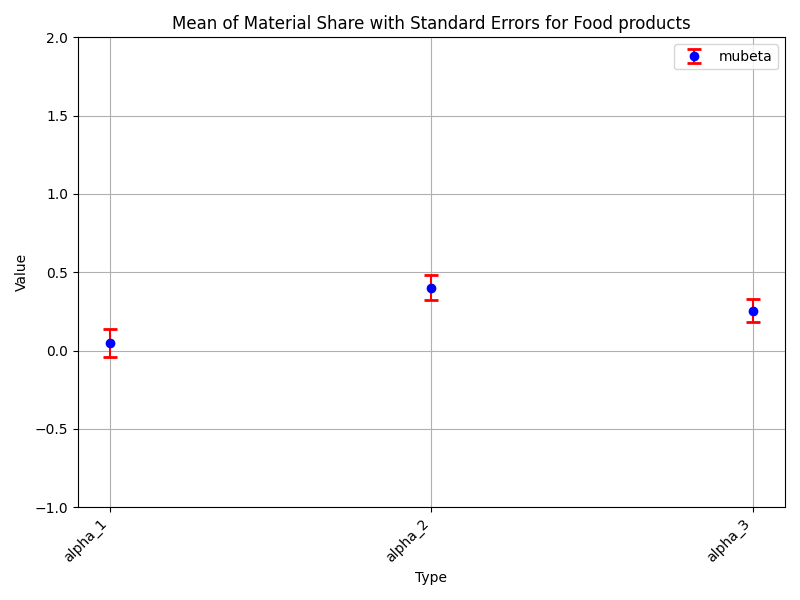 Mean of Material Share with Standard Errors for Food products
mubeta
2.0
1.5
1.0
0.5
0.0
−0.5
−1.0
Value
alpha_1
alpha_2
alpha_3
Type